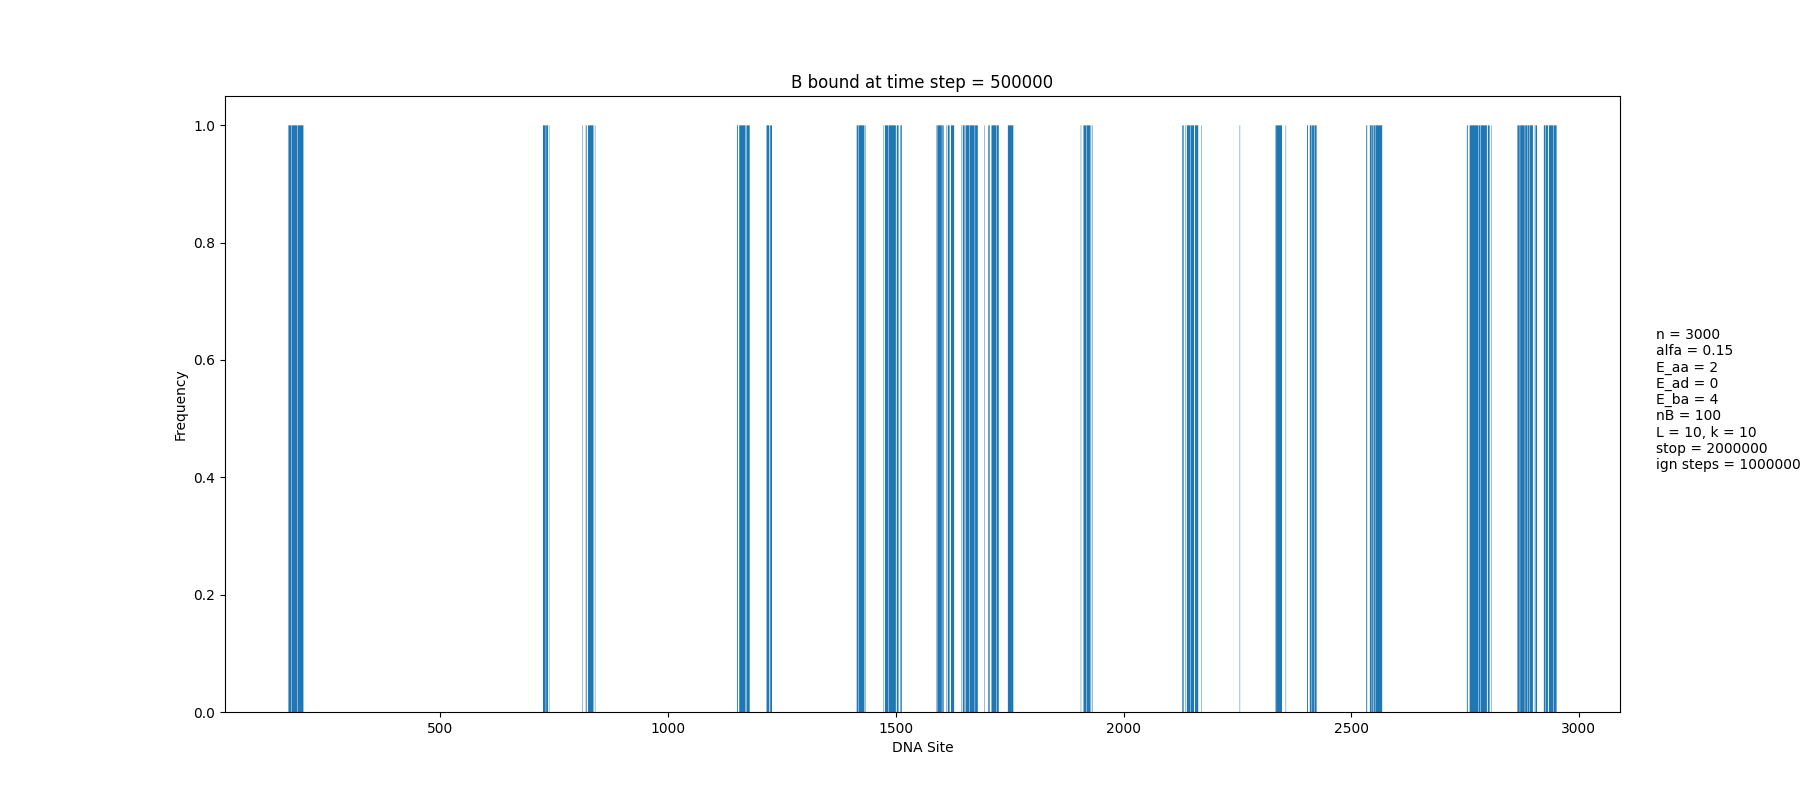 B bound at time step = 500000
1.0
0.8
0.6
0.4
0.2
0.0
Frequency
500 1000 1500 2000 2500 3000
DNA Site
n = 3000
alfa = 0.15
E_aa = 2
E_ad = 0
E_ba = 4
nB = 100
L = 10, k = 10
stop = 2000000
ign steps = 1000000